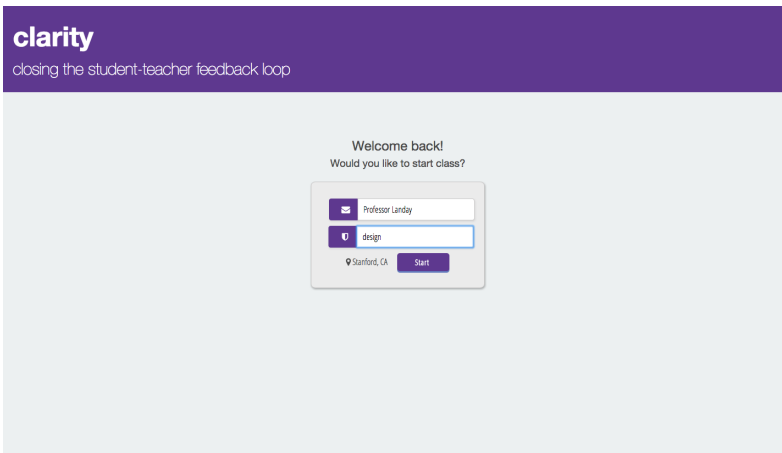 clarity
closing the student-teacher feedback loop
Welcome back!
Would you like to start class?
Professor Landay
design
Stanford, CA Start